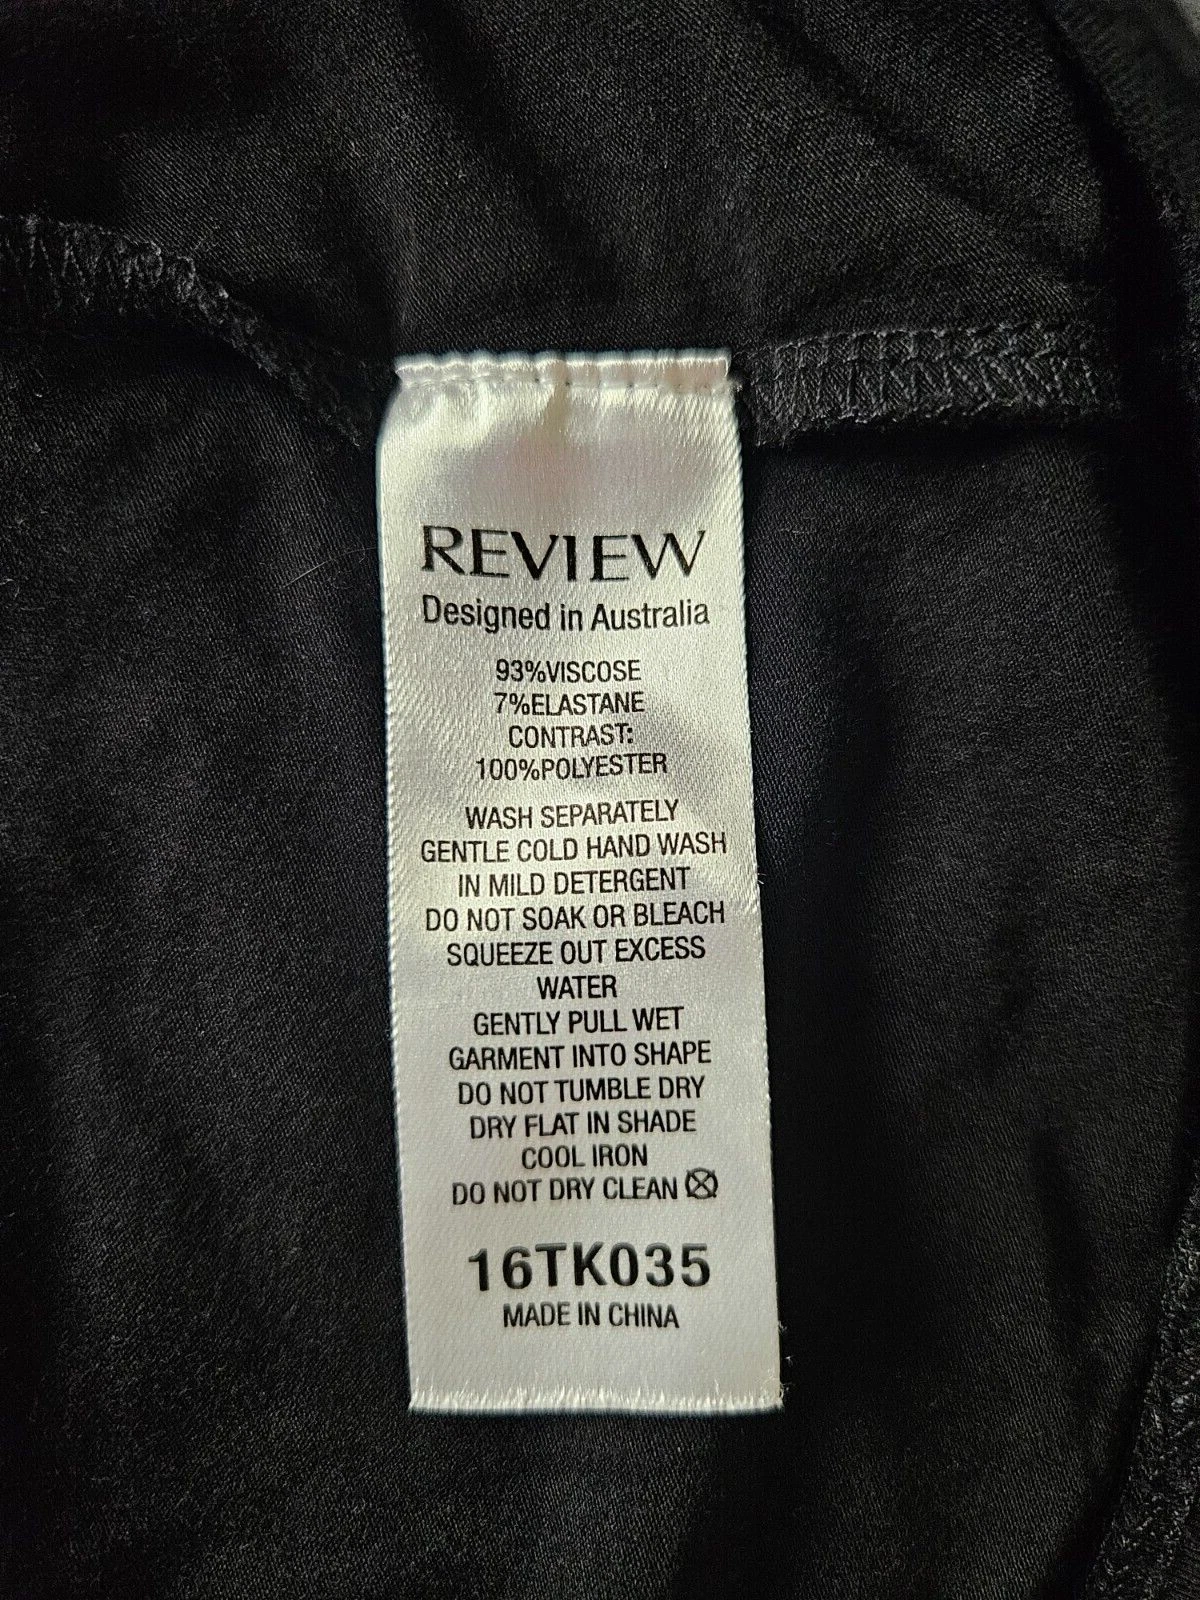 REVIEW
Designed in Australia
93%VISCOSE
7%ELASTANE
CONTRAST:
100%POLYESTER
WASH SEPARATELY
GENTLE COLD HAND WASH
IN MILD DETERGENT
DO NOT SOAK OR BLEACH
SQUEEZE OUT EXCESS
WATER
GENTLY PULL WET
GARMENT INTO SHAPE
DO NOT TUMBLE DRY
DRY FLAT IN SHADE
COOL IRON
DO NOT DRY CLEAN
16TK035
MADE IN CHINA